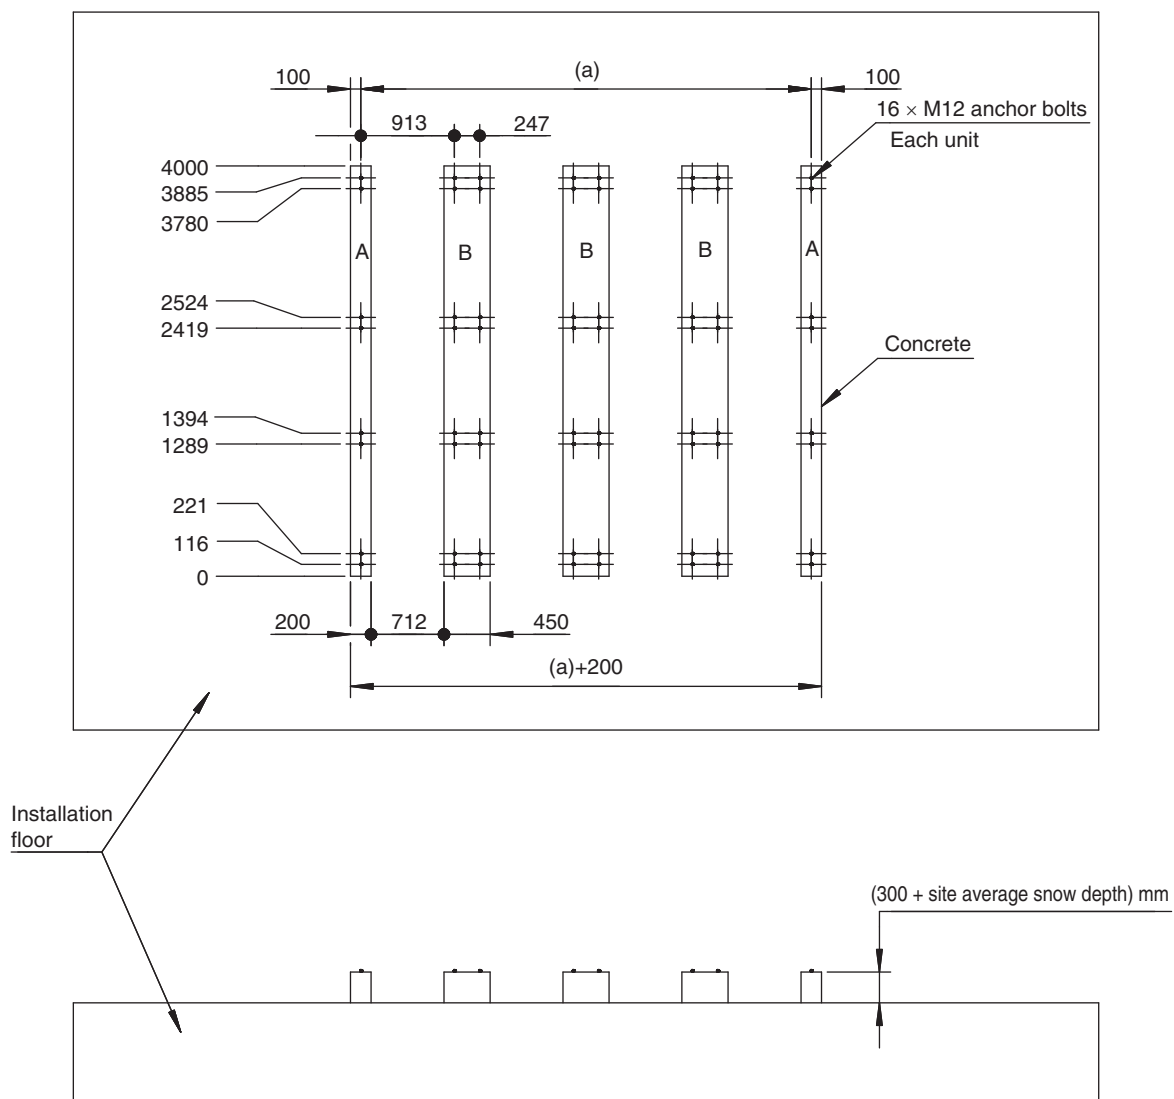 100
(a)
100
913
247
16 × M12 anchor bolts
Each unit
4000
3885
3780
A
B
B
B
A
2524
2419
Concrete
1394
1289
221
116
0
200
712
450
(a)+200
Installation
floor
(300 + site average snow depth) mm